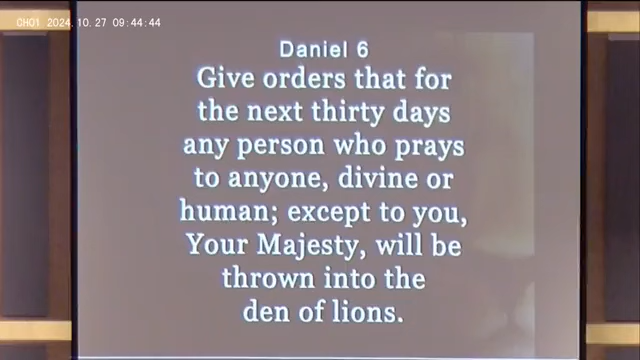 CH01 2024.10.27 09:44:44
Daniel 6
Give orders that for
the next thirty days
any person who prays
to anyone, divine or
human; except to you,
Your Majesty, will be
thrown into the
den of lions.